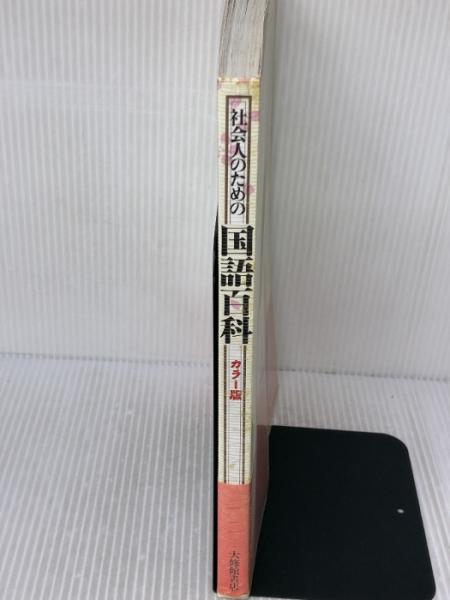 社会人のための
国語百科
カラー版
大修館書店